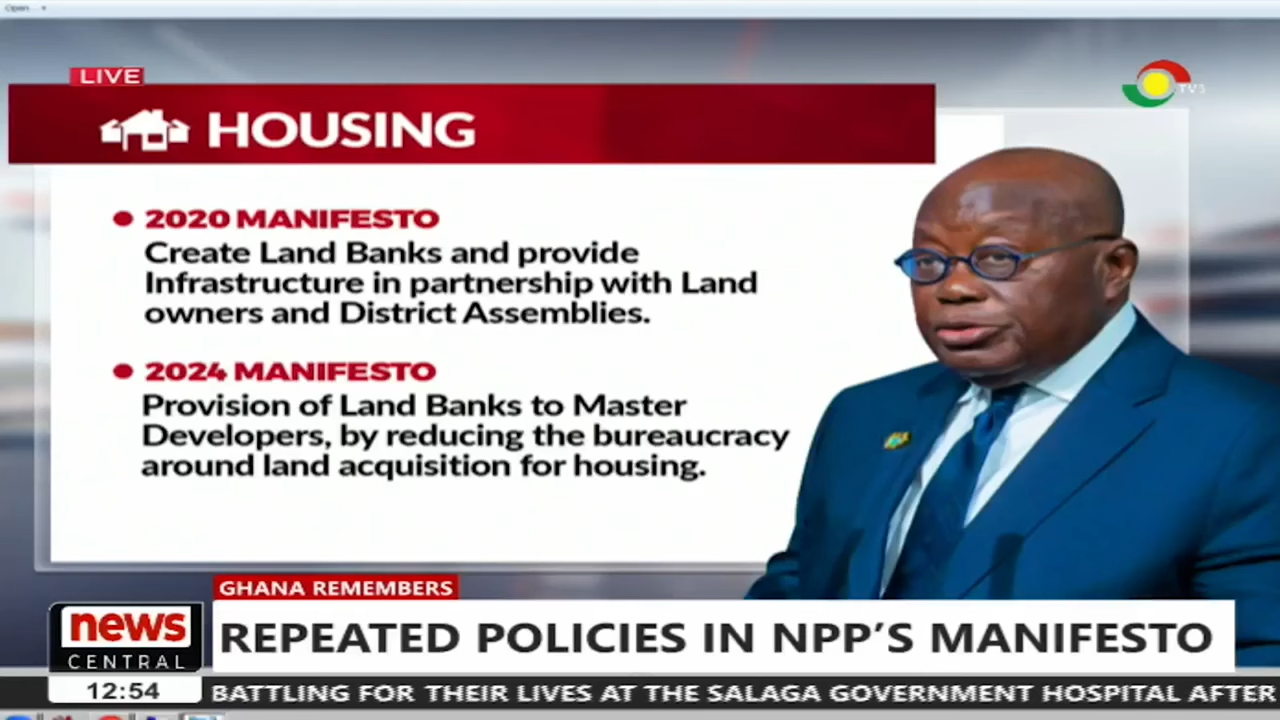 Open
LIVE
TV3
HOUSING
2020 MANIFESTO
Create Land Banks and provide
Infrastructure in partnership with Land
owners and District Assemblies.
2024 MANIFESTO
Provision of Land Banks to Master
Developers, by reducing the bureaucracy
around land acquisition for housing.
GHANA REMEMBERS
news
CENTRAL
REPEATED POLICIES IN NPP'S MANIFESTO
12:54
BATTLING FOR THEIR LIVES AT THE SALAGA GOVERNMENT HOSPITAL AFTER